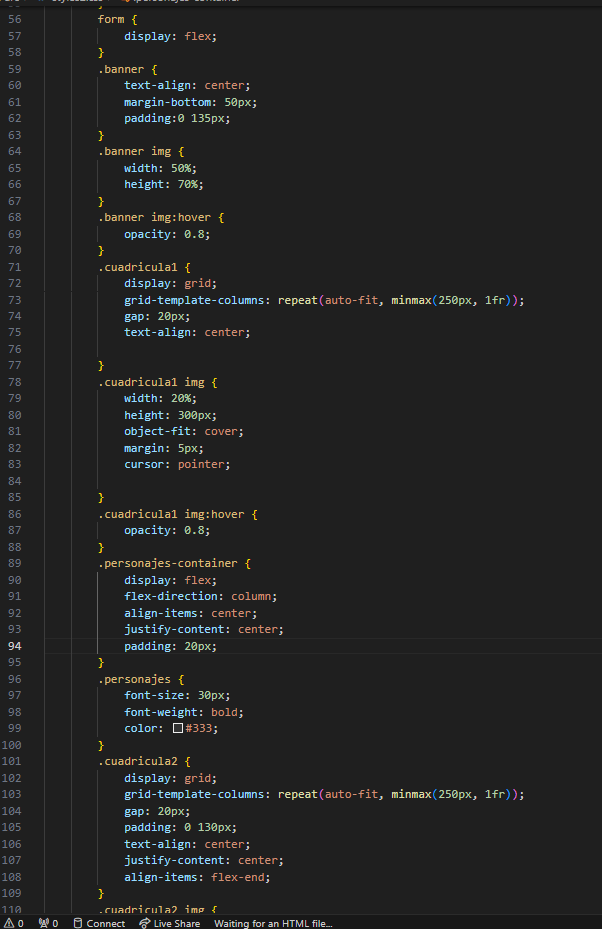 56 form {
57 display: flex;
58 }
59 .banner {
60 text-align: center;
61 margin-bottom: 50px;
62 padding:0 135px;
63 }
64 .banner img {
65 width: 50%;
66 height: 70%;
67 }
68 .banner img:hover {
69 opacity: 0.8;
70 }
71 .cuadricula1 {
72 display: grid;
73 grid-template-columns: repeat(auto-fit, minmax(250px, 1fr));
74 gap: 20px;
75 text-align: center;
76
77 }
78 .cuadricula1 img {
79 width: 20%;
80 height: 300px;
81 object-fit: cover;
82 margin: 5px;
83 cursor: pointer;
84
85 }
86 .cuadricula1 img:hover {
87 opacity: 0.8;
88 }
89 .personajes-container {
90 display: flex;
91 flex-direction: column;
92 align-items: center;
93 justify-content: center;
94 padding: 20px;
95 }
96 .personajes {
97 font-size: 30px;
98 font-weight: bold;
99 color: #333;
100 }
101 .cuadricula2 {
102 display: grid;
103 grid-template-columns: repeat(auto-fit, minmax(250px, 1fr));
104 gap: 20px;
105 padding: 0 130px;
106 text-align: center;
107 justify-content: center;
108 align-items: flex-end;
109 }
110 .cuadricula2 img {
0 0 Connect Live Share Waiting for an HTML file...